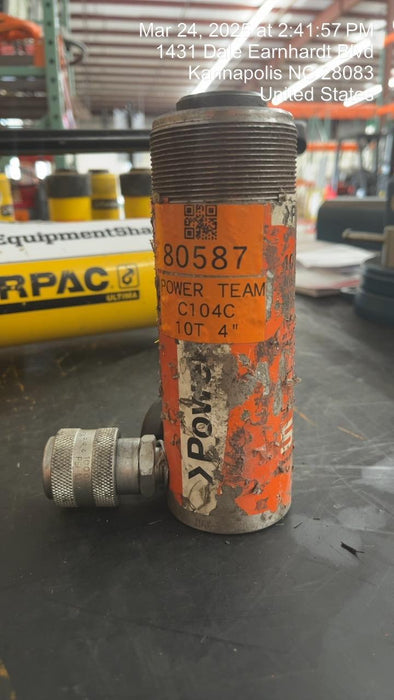 Mar 24, 2025 at 2:41:57 PM
1431 Dale Earnhardt Blvd
Kannapolis NC 28083
United States
EquipmentSha
RPAC
ULTIMA
80587
POWER TEAM
C104C
10T 4"
Power